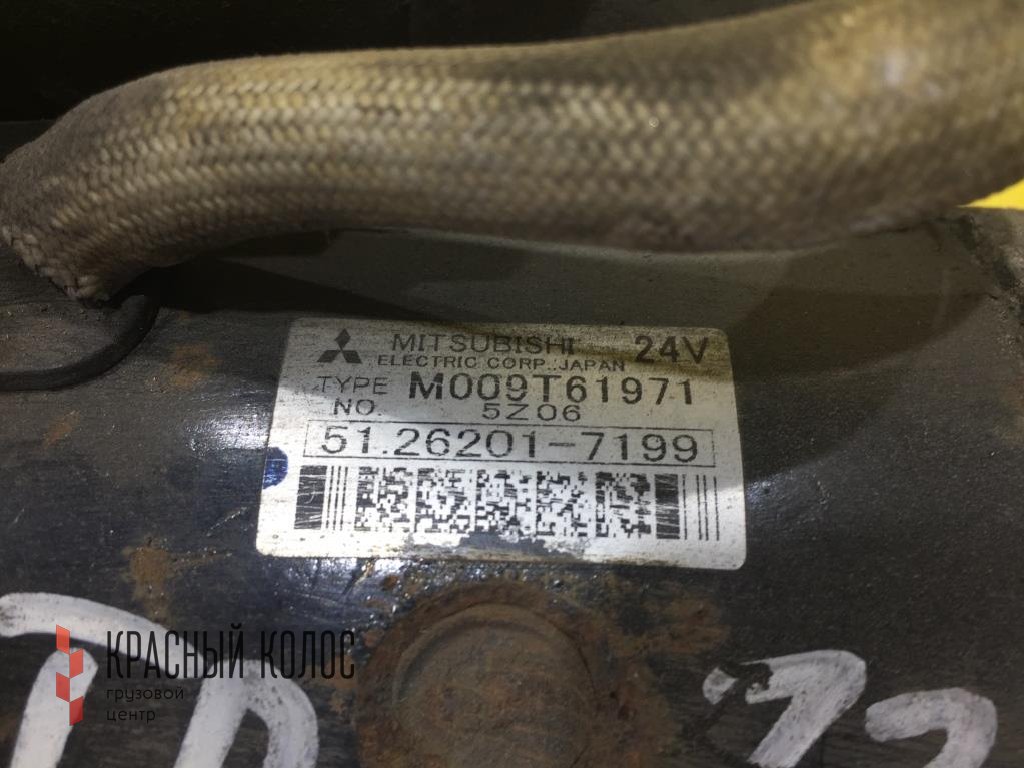 MITSUBISHI 24V
ELECTRIC CORP., JAPAN
TYPE M009T61971
NO. 5Z06
51.26201-7199
КРАСНЫЙ КОЛОС
грузовой
центр